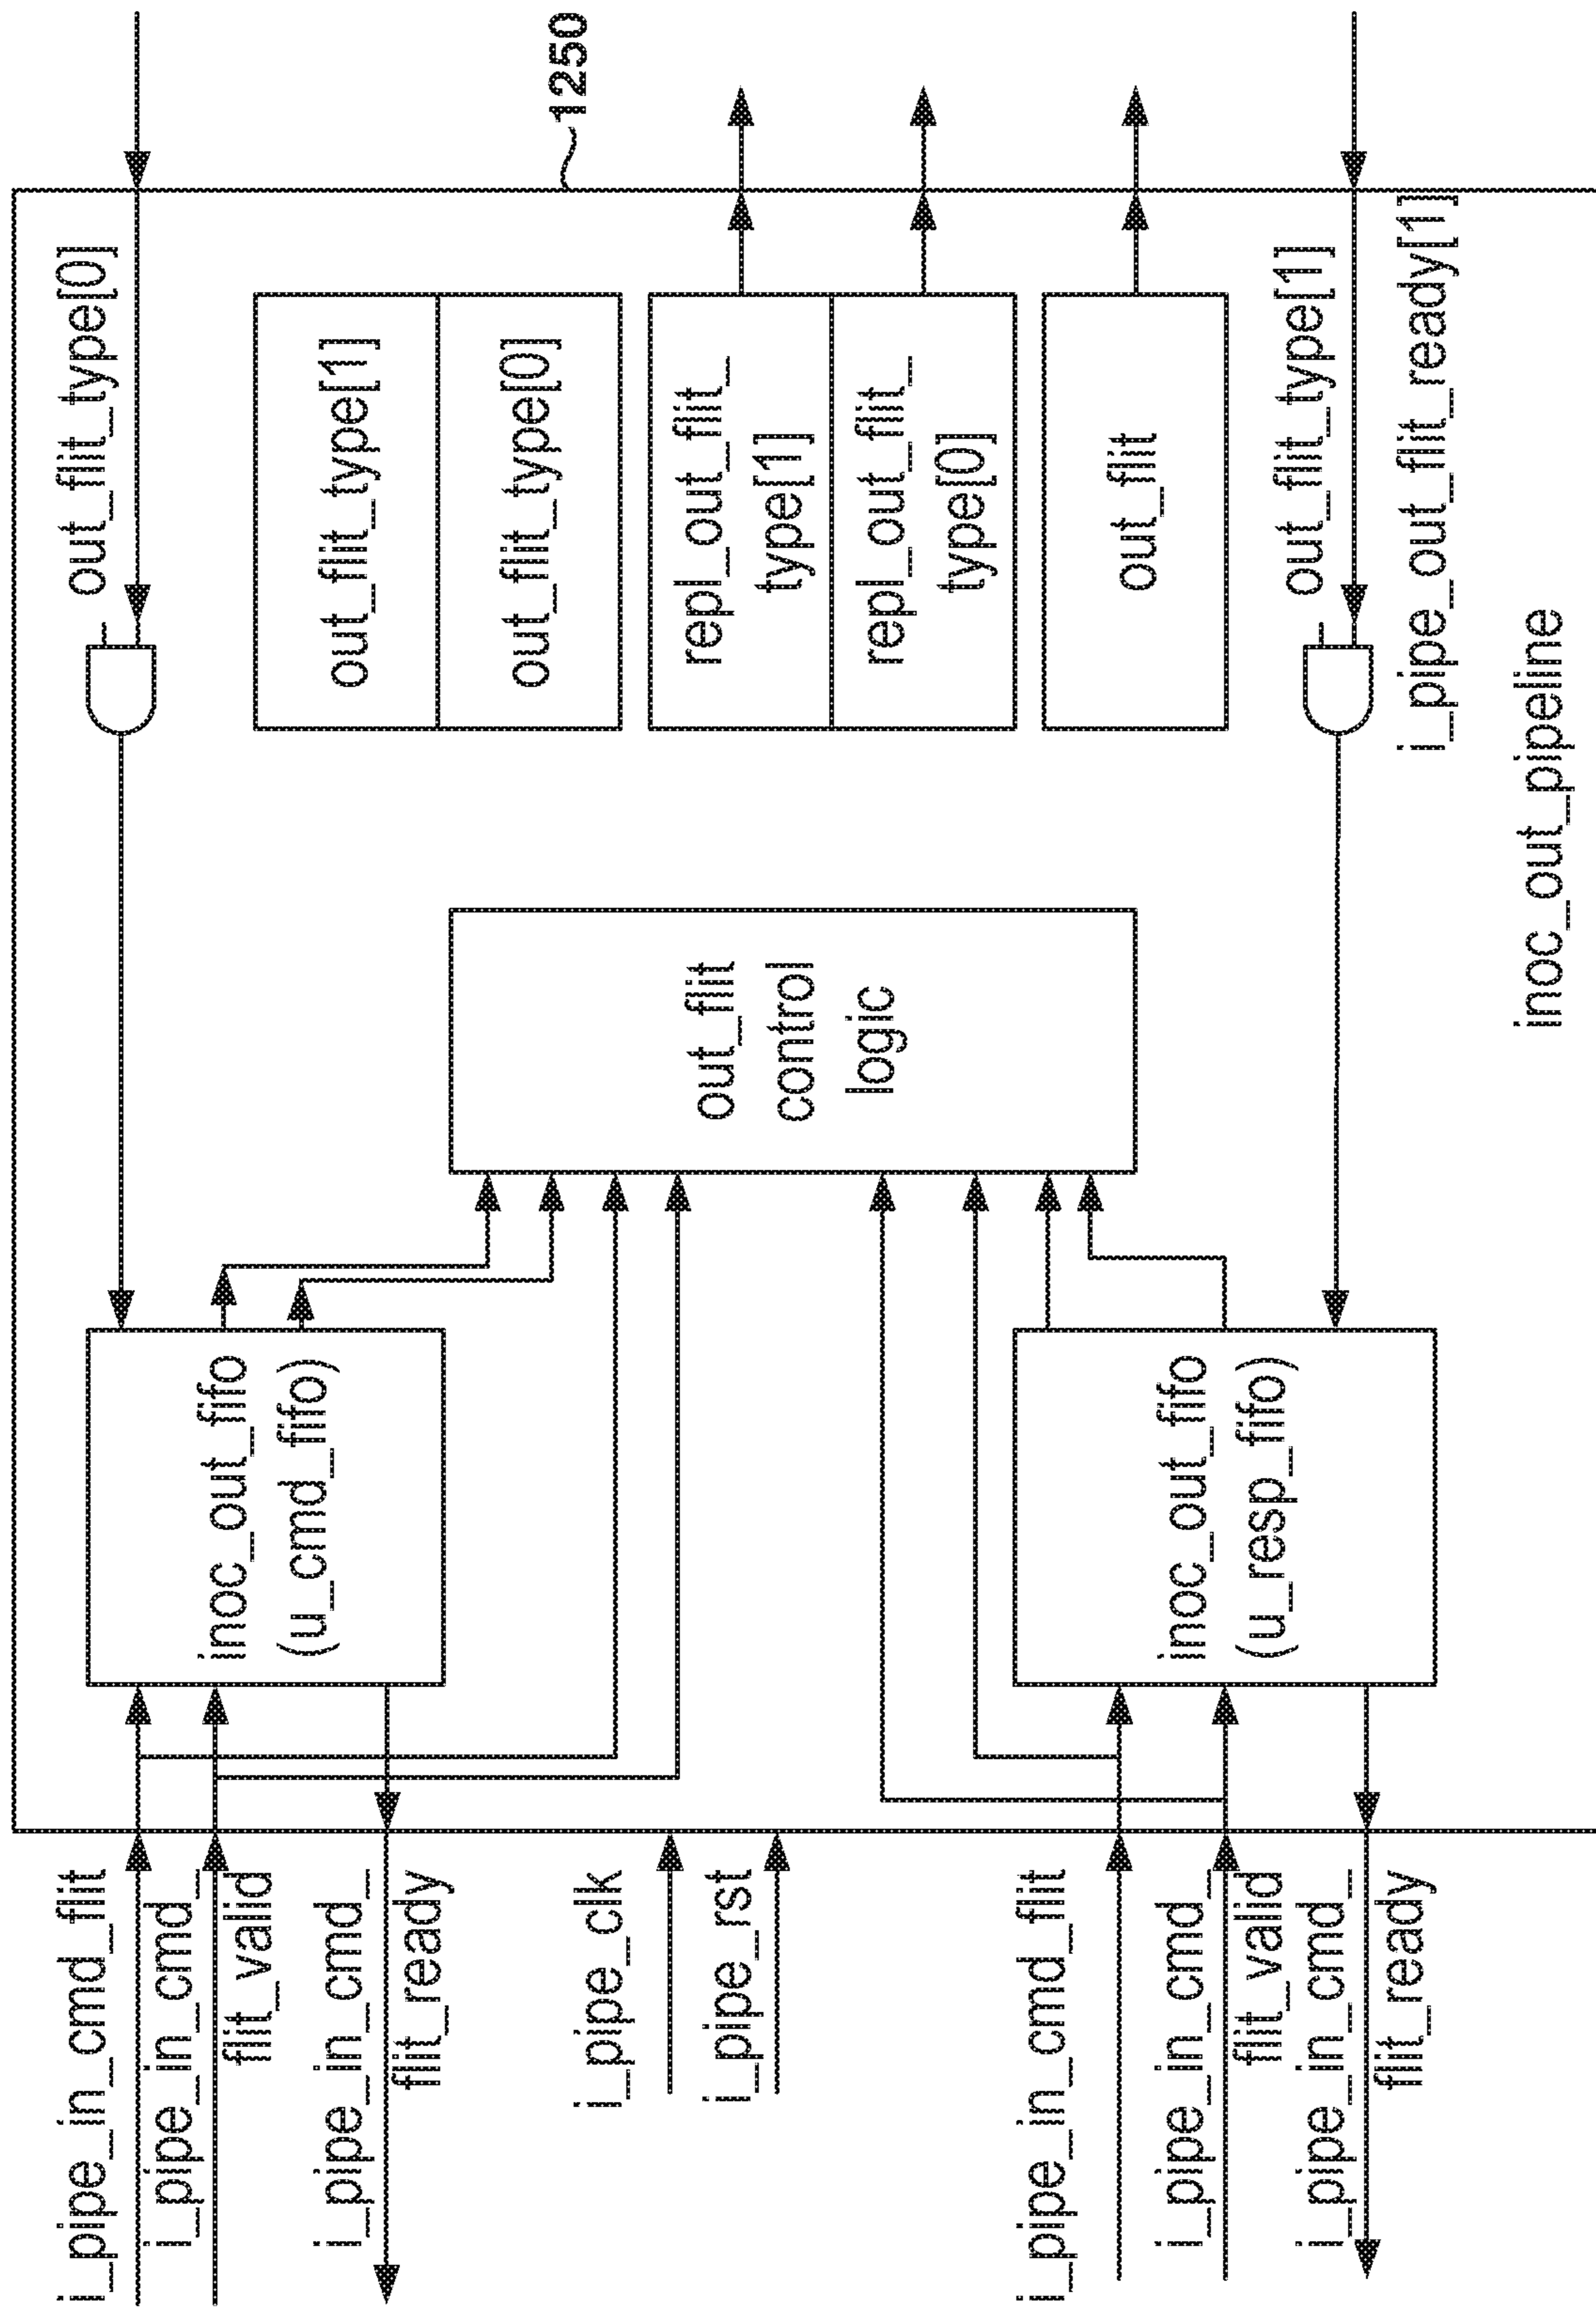 i_pipe_in_cmd_flit
i_pipe_in_cmd_
flit_valid
i_pipe_in_cmd_
flit_ready
i_pipe_clk
i_pipe_rst
i_pipe_in_cmd_flit
i_pipe_in_cmd_
flit_valid
i_pipe_in_cmd_
flit_ready
inoc_out_fifo
(u_cmd_fifo)
inoc_out_fifo
(u_resp_fifo)
out_flit
control
logic
out_flit_type[0]
out_flit_type[1]
out_flit_type[0]
repl_out_flit_
type[1]
repl_out_flit_
type[0]
out_flit
out_flit_type[1]
i_pipe_out_flit_ready[1]
inoc_out_pipeline
1250